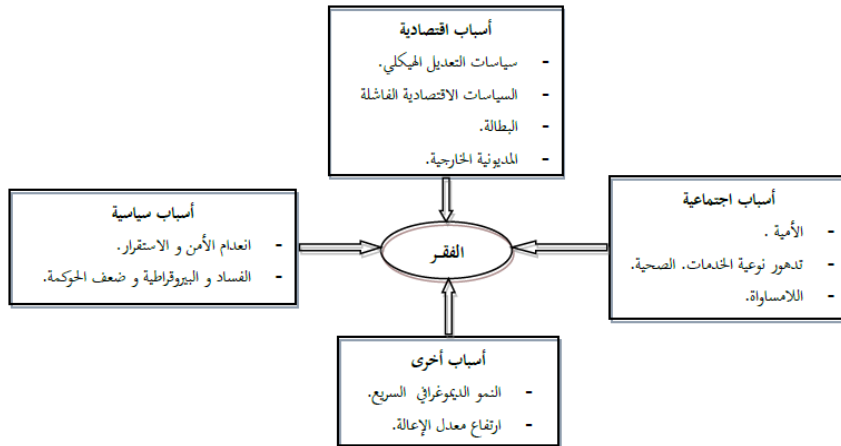 أسباب اقتصادية
- سياسات التعديل الهيكلي.
- السياسات الاقتصادية الفاشلة
- البطالة.
- المديونية الخارجية.
أسباب اجتماعية
- الأمية .
- تدهور نوعية الخدمات. الصحية.
- اللامساواة.
الفقـر
أسباب سياسية
- انعدام الأمن و الاستقرار.
- الفساد و البيروقراطية و ضعف الحوكمة.
أسباب أخرى
- النمو الديموغرافي السريع.
- ارتفاع معدل الإعالة.